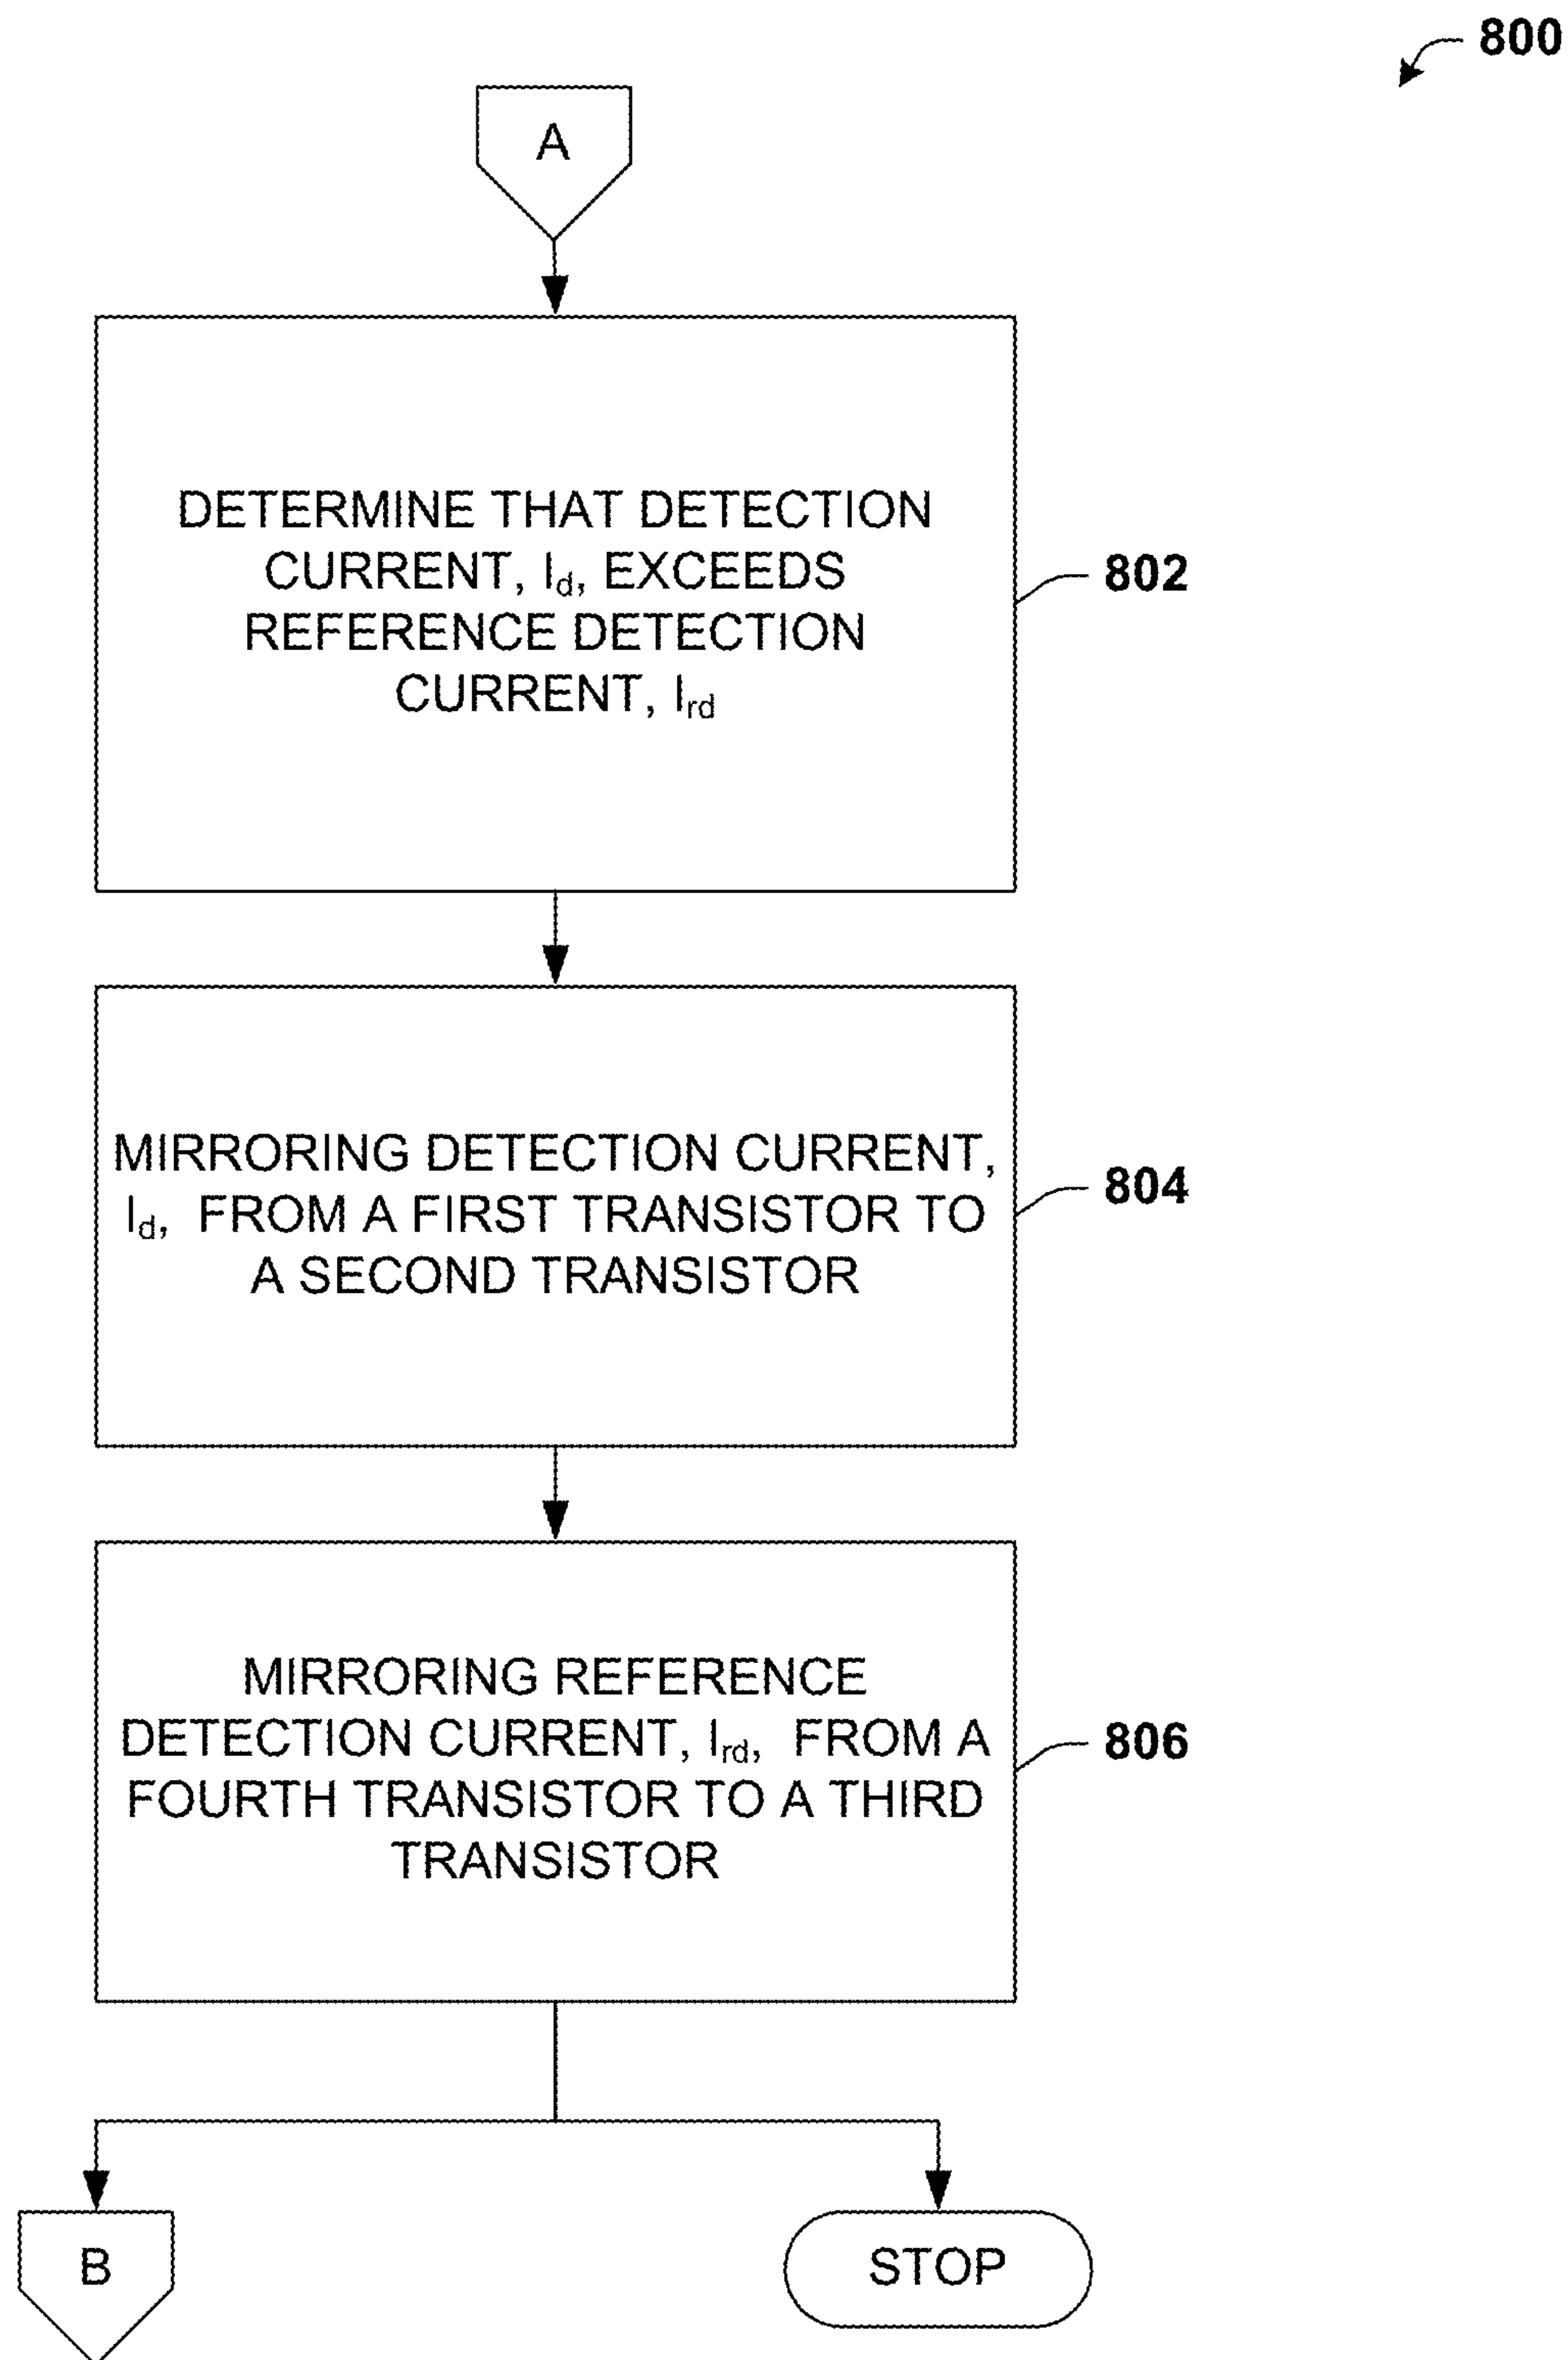 800
A
DETERMINE THAT DETECTION
CURRENT, Id, EXCEEDS
REFERENCE DETECTION
CURRENT, Ird
802
MIRRORING DETECTION CURRENT,
Id, FROM A FIRST TRANSISTOR TO
A SECOND TRANSISTOR
804
MIRRORING REFERENCE
DETECTION CURRENT, Ird, FROM A
FOURTH TRANSISTOR TO A THIRD
TRANSISTOR
806
B
STOP